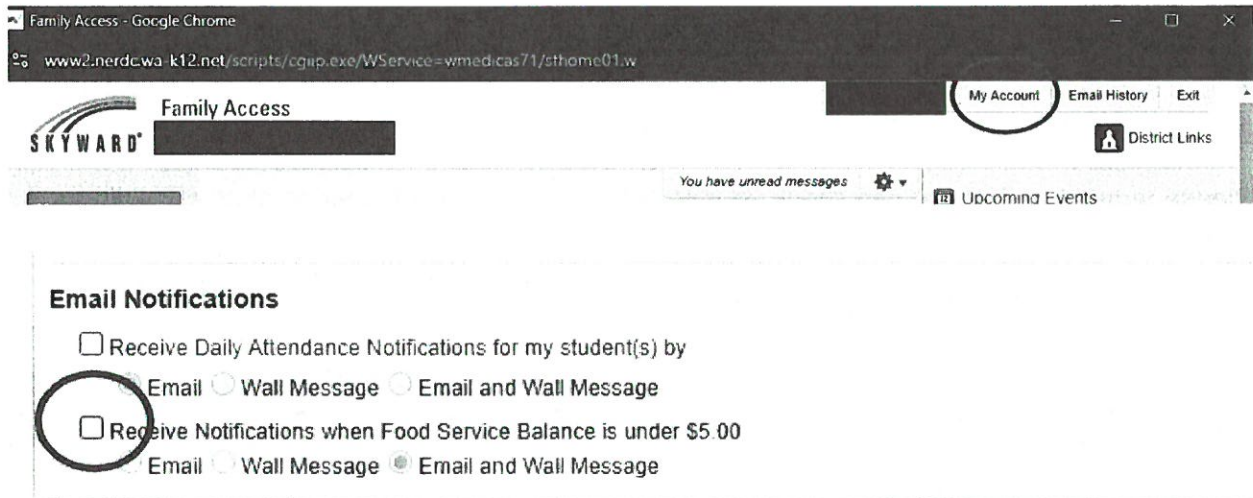 Family Access - Google Chrome
www2.nerdc.wa-k12.net/scripts/cgiip.exe/WService=wmedicas71/sthome01.w
Family Access
My Account Email History Exit
SKYWARD®
District Links
You have unread messages
12 Upcoming Events
Email Notifications
Receive Daily Attendance Notifications for my student(s) by
Email Wall Message Email and Wall Message
Receive Notifications when Food Service Balance is under $5.00
Email Wall Message Email and Wall Message